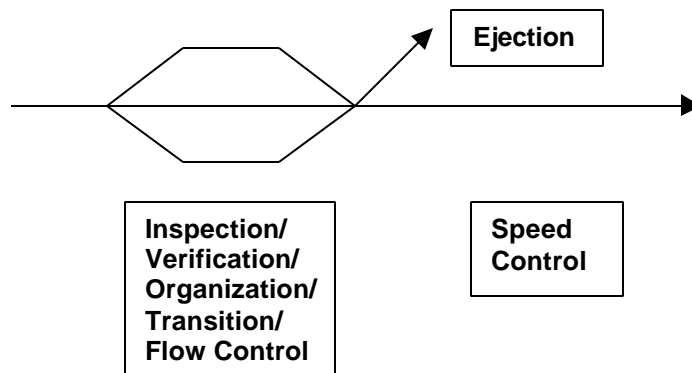 Ejection
Inspection/
Verification/
Organization/
Transition/
Flow Control
Speed
Control